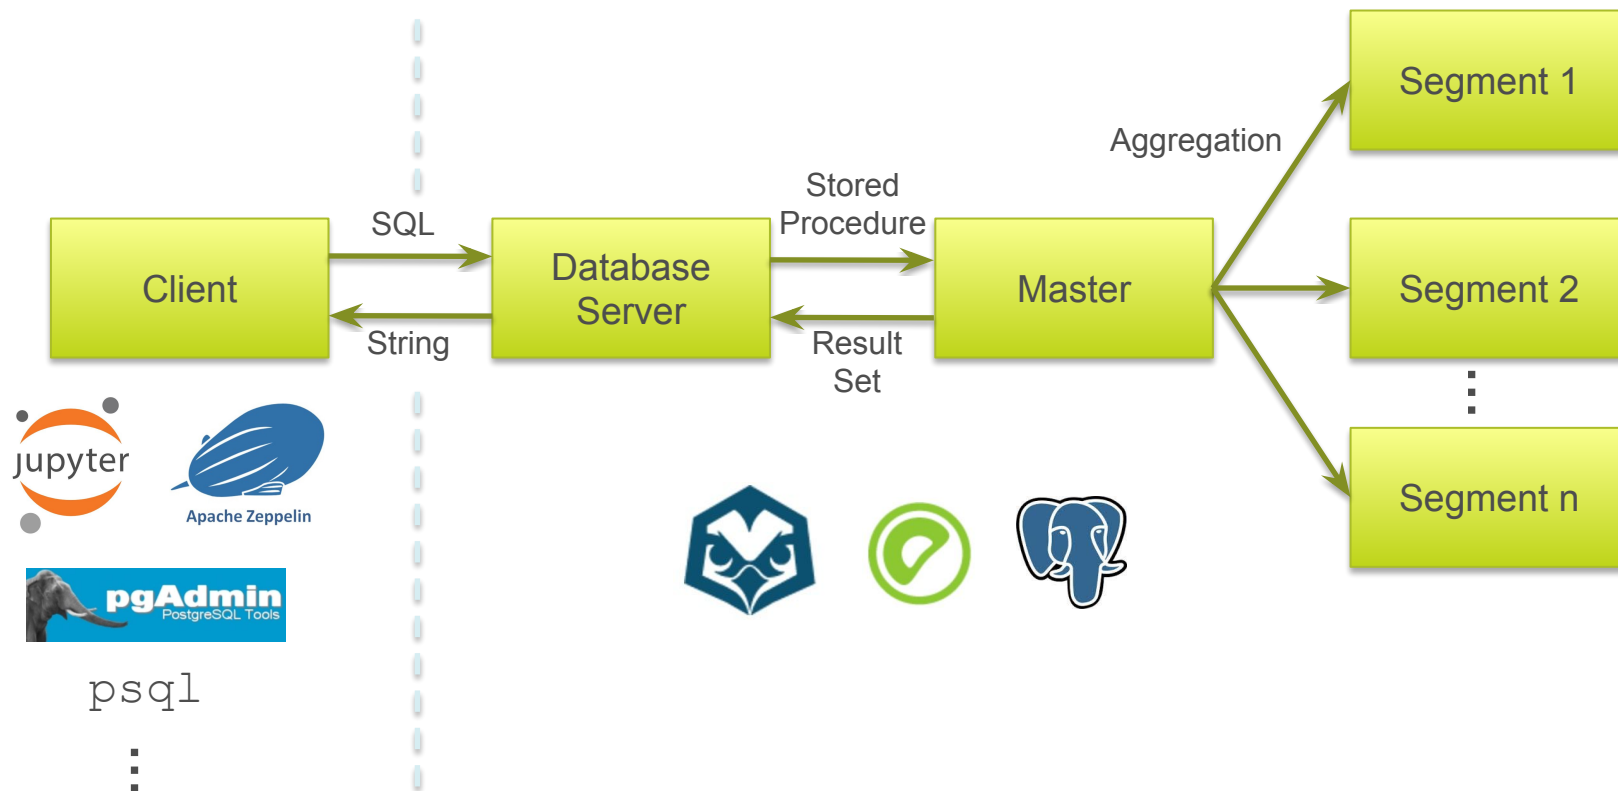 Segment 1
Aggregation
Stored
Procedure
SQL
Client
Database
Server
Master
Segment 2
String
Result
Set
jupyter
Apache Zeppelin
Segment n
pgAdmin
PostgreSQL Tools
psql